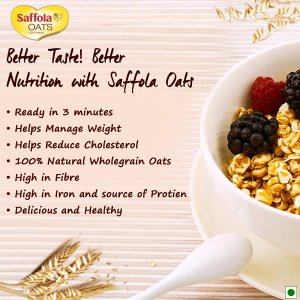 Saffola
OATS
Better Taste! Better
Nutrition with Saffola Oats
• Ready in 3 minutes
• Helps Manage Weight
• Helps Reduce Cholesterol
• 100% Natural Wholegrain Oats
• High in Fibre
• High in Iron and source of Protien
• Delicious and Healthy